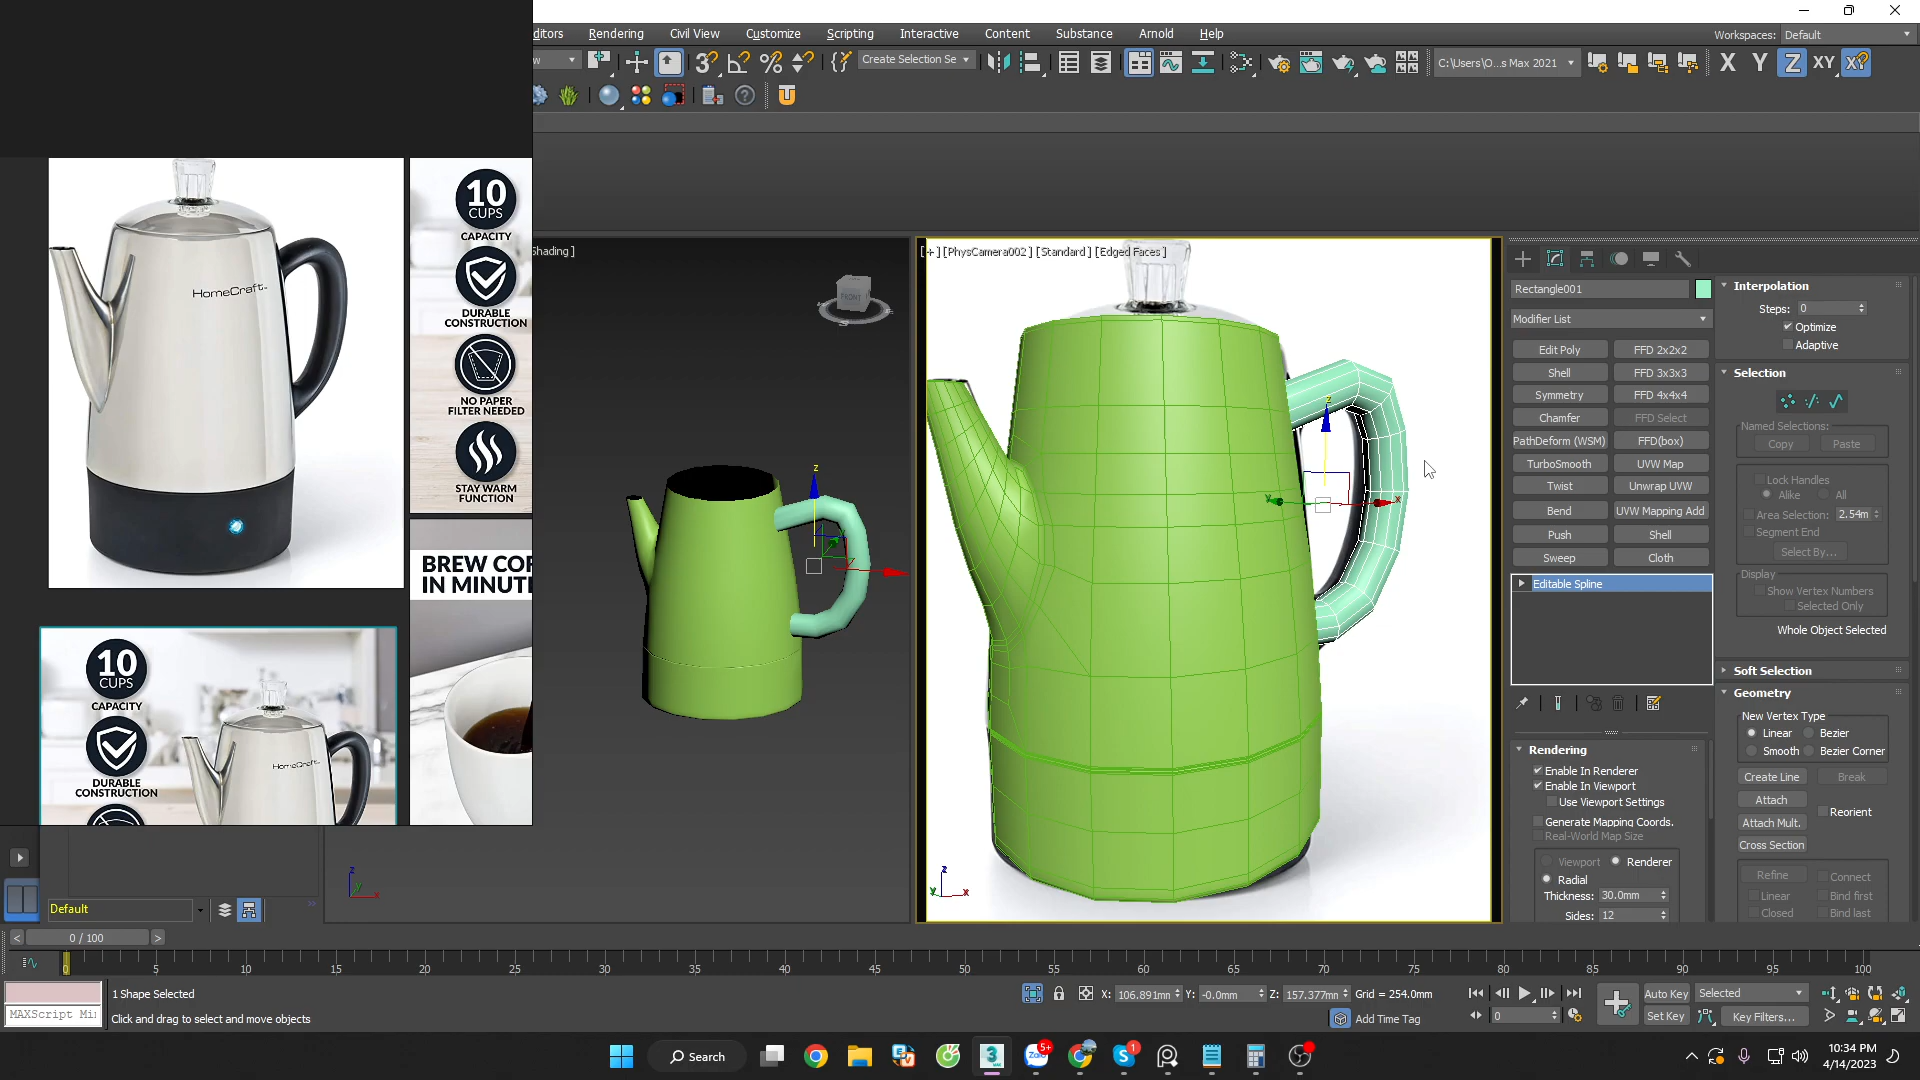 ditors Rendering Civil View Customize Scripting Interactive Content Substance Arnold Help Workspaces: Default
w Create Selection Se C:\Users\O...s Max 2021 X Y Z XY
10
CUPS
CAPACITY
DURABLE
CONSTRUCTION
NO PAPER
FILTER NEEDED
STAY WARM
FUNCTION
HomeCraft
BREW COF
IN MINUTE
10
CUPS
CAPACITY
DURABLE
CONSTRUCTION
HomeCraft
Shading ]
FRONT
[+] [PhysCamera002 ] [Standard ] [Edged Faces ]
Rectangle001
Modifier List
Edit Poly FFD 2x2x2
Shell FFD 3x3x3
Symmetry FFD 4x4x4
Chamfer FFD Select
PathDeform (WSM) FFD(box)
TurboSmooth UVW Map
Twist Unwrap UVW
Bend UVW Mapping Add
Push Shell
Sweep Cloth
Editable Spline
Rendering
Enable In Renderer
Enable In Viewport
Use Viewport Settings
Generate Mapping Coords.
Real-World Map Size
Viewport Renderer
Radial
Thickness: 30.0mm
Sides: 12
Interpolation
Steps: 0
Optimize
Adaptive
Selection
Named Selections:
Copy Paste
Lock Handles
Alike All
Area Selection: 2.54m
Segment End
Select By...
Display
Show Vertex Numbers
Selected Only
Whole Object Selected
Soft Selection
Geometry
New Vertex Type
Linear Bezier
Smooth Bezier Corner
Create Line Break
Attach
Reorient
Attach Mult.
Cross Section
Refine Connect
Linear Bind first
Closed Bind last
Default
< 0 / 100 >
0 5 10 15 20 25 30 35 40 45 50 55 60 65 70 75 80 85 90 95 100
1 Shape Selected
MAXScript Mi
Click and drag to select and move objects
X: 106.891mm Y: -0.0mm Z: 157.377mm Grid = 254.0mm
Add Time Tag
0
Auto Key Selected
Set Key Key Filters...
Search
5+
1
10:34 PM
4/14/2023